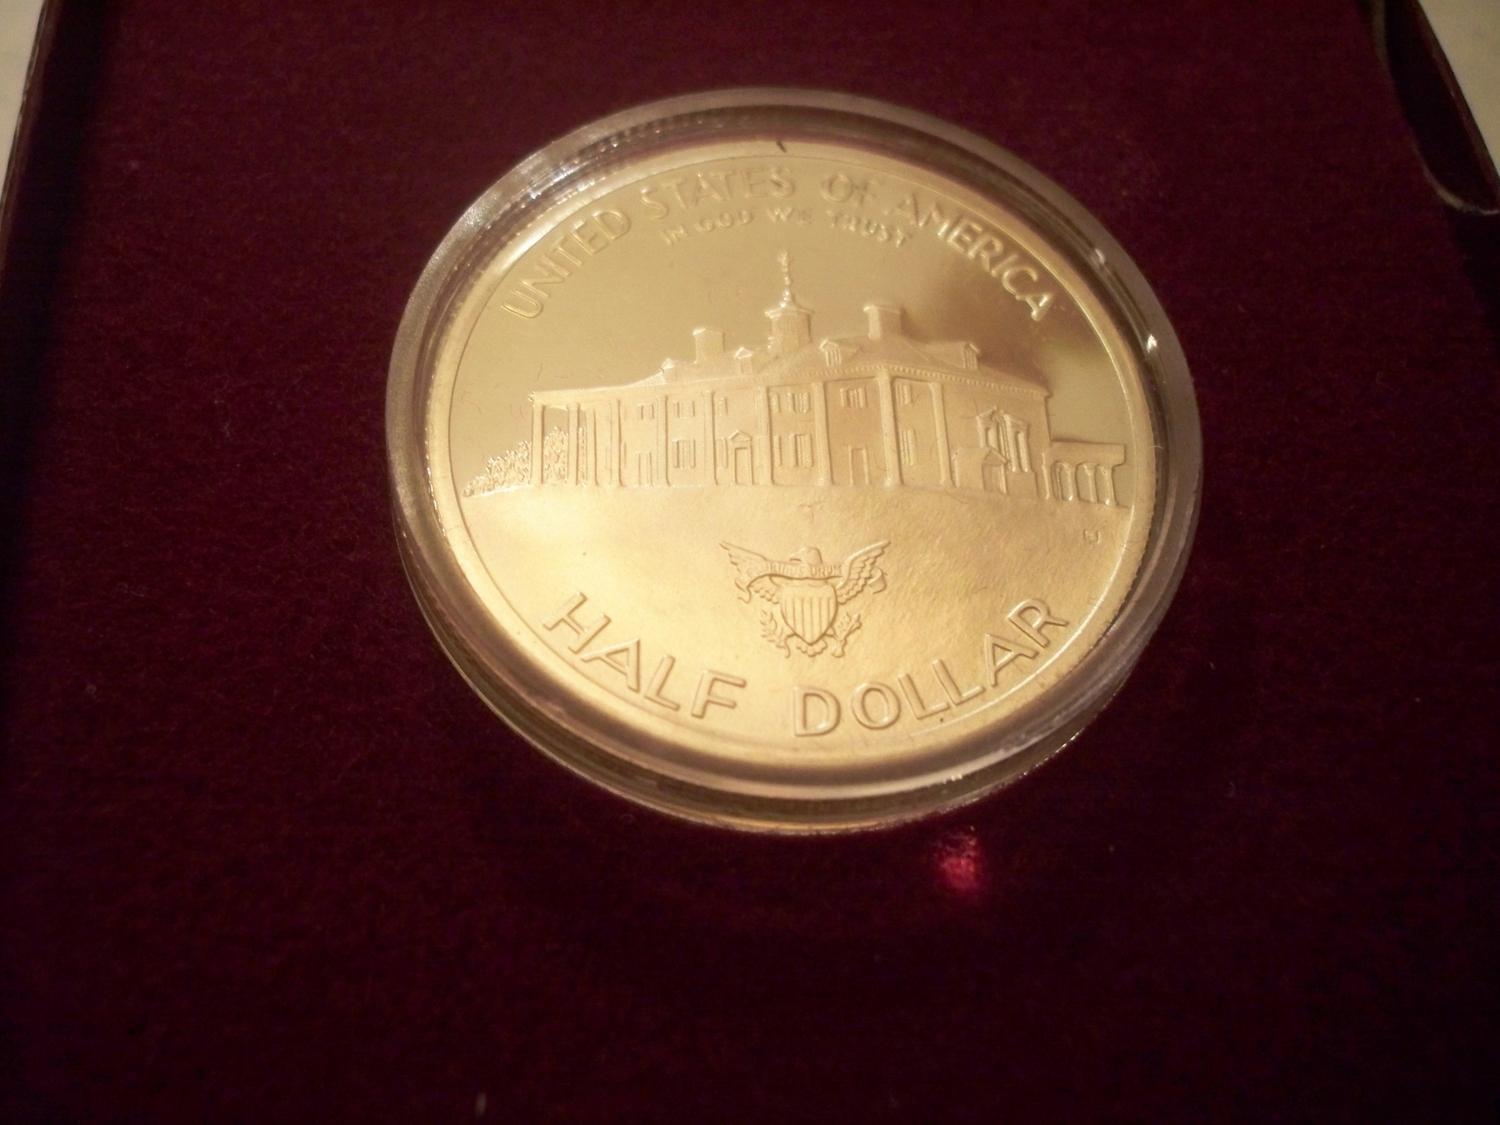 UNITED STATES OF AMERICA
IN GOD WE TRUST
HALF DOLLAR